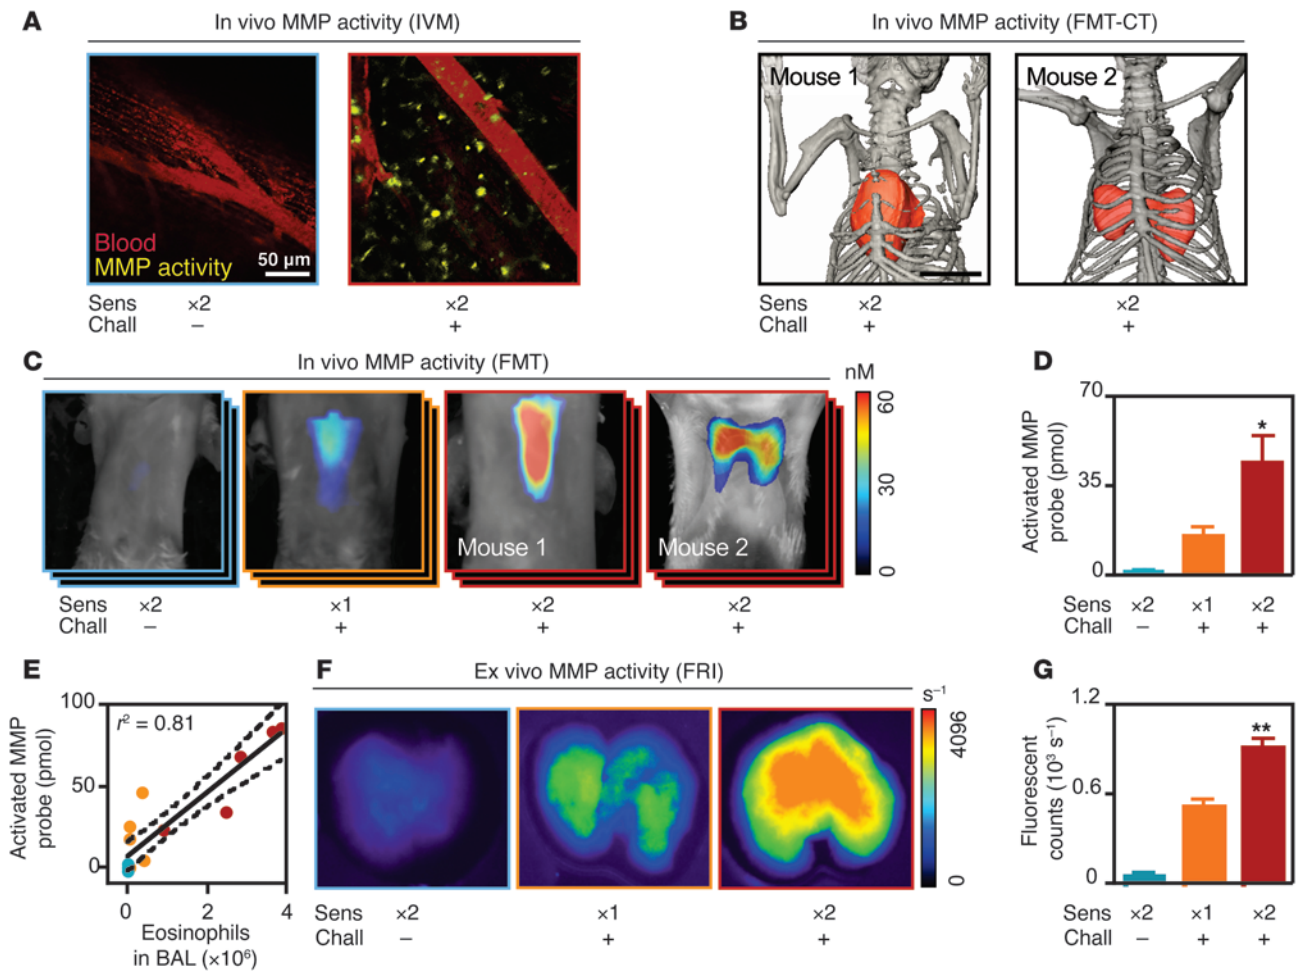 A
In vivo MMP activity (IVM)
Blood
MMP activity
50 µm
Sens ×2 ×2
Chall – +
B
In vivo MMP activity (FMT-CT)
Mouse 1
Mouse 2
Sens ×2 ×2
Chall + +
C
In vivo MMP activity (FMT)
nM
60
30
0
Mouse 1
Mouse 2
Sens ×2 ×1 ×2 ×2
Chall – + + +
D
Activated MMP
probe (pmol)
70
35
0
*
Sens ×2 ×1 ×2
Chall – + +
E
Activated MMP
probe (pmol)
100
50
0
r² = 0.81
0 2 4
Eosinophils
in BAL (×10⁶)
F
Ex vivo MMP activity (FRI)
s⁻¹
4096
0
Sens ×2 ×1 ×2
Chall – + +
G
Fluorescent
counts (10³ s⁻¹)
1.2
0.6
0
**
Sens ×2 ×1 ×2
Chall – + +